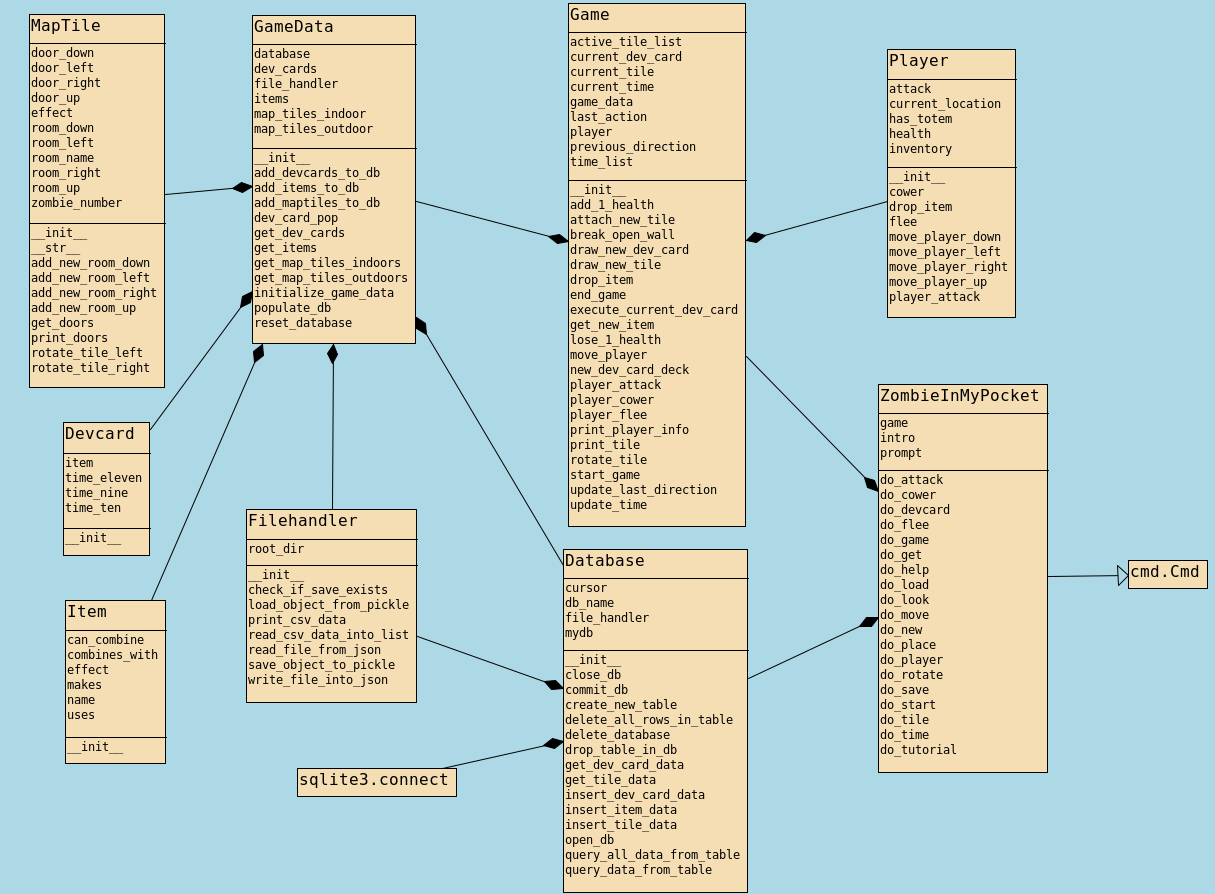 MapTile
door_down
door_left
door_right
door_up
effect
room_down
room_left
room_name
room_right
room_up
zombie_number
__init__
__str__
add_new_room_down
add_new_room_left
add_new_room_right
add_new_room_up
get_doors
print_doors
rotate_tile_left
rotate_tile_right
GameData
database
dev_cards
file_handler
items
map_tiles_indoor
map_tiles_outdoor
__init__
add_devcards_to_db
add_items_to_db
add_maptiles_to_db
dev_card_pop
get_dev_cards
get_items
get_map_tiles_indoors
get_map_tiles_outdoors
initialize_game_data
populate_db
reset_database
Game
active_tile_list
current_dev_card
current_tile
current_time
game_data
last_action
player
previous_direction
time_list
__init__
add_1_health
attach_new_tile
break_open_wall
draw_new_dev_card
draw_new_tile
drop_item
end_game
execute_current_dev_card
get_new_item
lose_1_health
move_player
new_dev_card_deck
player_attack
player_cower
player_flee
print_player_info
print_tile
rotate_tile
start_game
update_last_direction
update_time
Player
attack
current_location
has_totem
health
inventory
__init__
cower
drop_item
flee
move_player_down
move_player_left
move_player_right
move_player_up
player_attack
Devcard
item
time_eleven
time_nine
time_ten
__init__
Item
can_combine
combines_with
effect
makes
name
uses
__init__
Filehandler
root_dir
__init__
check_if_save_exists
load_object_from_pickle
print_csv_data
read_csv_data_into_list
read_file_from_json
save_object_to_pickle
write_file_into_json
sqlite3.connect
Database
cursor
db_name
file_handler
mydb
__init__
close_db
commit_db
create_new_table
delete_all_rows_in_table
delete_database
drop_table_in_db
get_dev_card_data
get_tile_data
insert_dev_card_data
insert_item_data
insert_tile_data
open_db
query_all_data_from_table
query_data_from_table
ZombieInMyPocket
game
intro
prompt
do_attack
do_cower
do_devcard
do_flee
do_game
do_get
do_help
do_load
do_look
do_move
do_new
do_place
do_player
do_rotate
do_save
do_start
do_tile
do_time
do_tutorial
cmd.Cmd